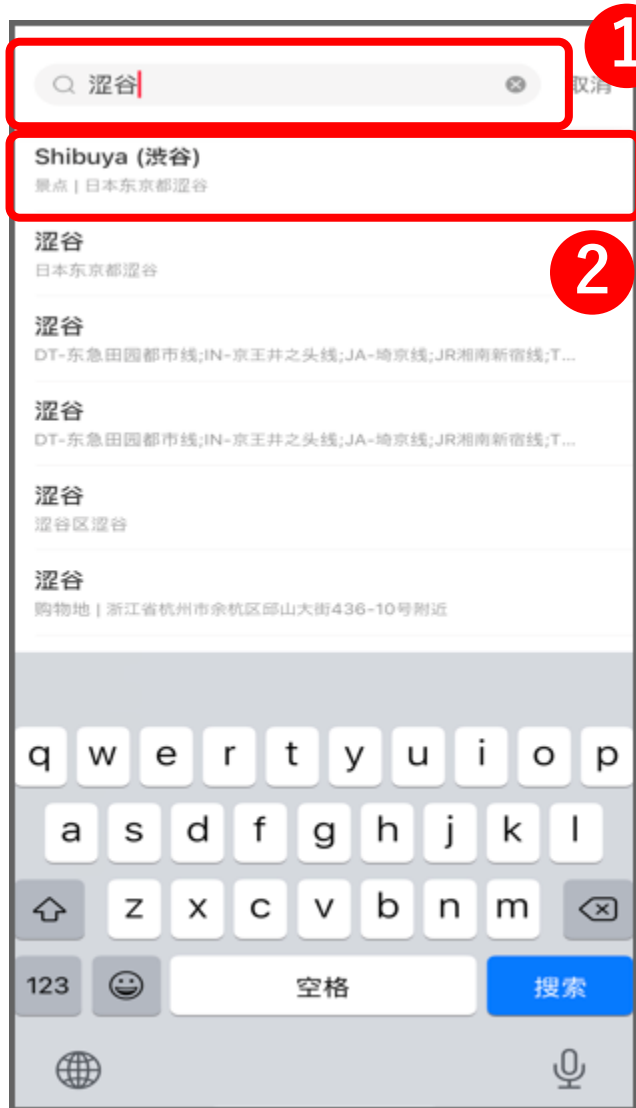 1
涩谷
取消
Shibuya (渋谷)
景点 | 日本东京都涩谷
2
涩谷
日本东京都涩谷
涩谷
DT-东急田园都市线;IN-京王井之头线;JA-埼京线;JR湘南新宿线;T...
涩谷
DT-东急田园都市线;IN-京王井之头线;JA-埼京线;JR湘南新宿线;T...
涩谷
涩谷区涩谷
涩谷
购物地 | 浙江省杭州市余杭区邱山大街436-10号附近
q w e r t y u i o p
a s d f g h j k l
z x c v b n m
123 空格 搜索